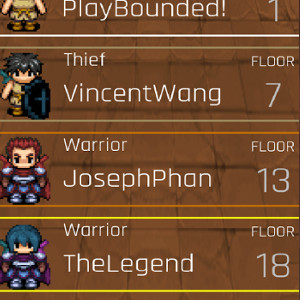 PlayBounded! 1
Thief FLOOR
VincentWang 7
Warrior FLOOR
JosephPhan 13
Warrior FLOOR
TheLegend 18